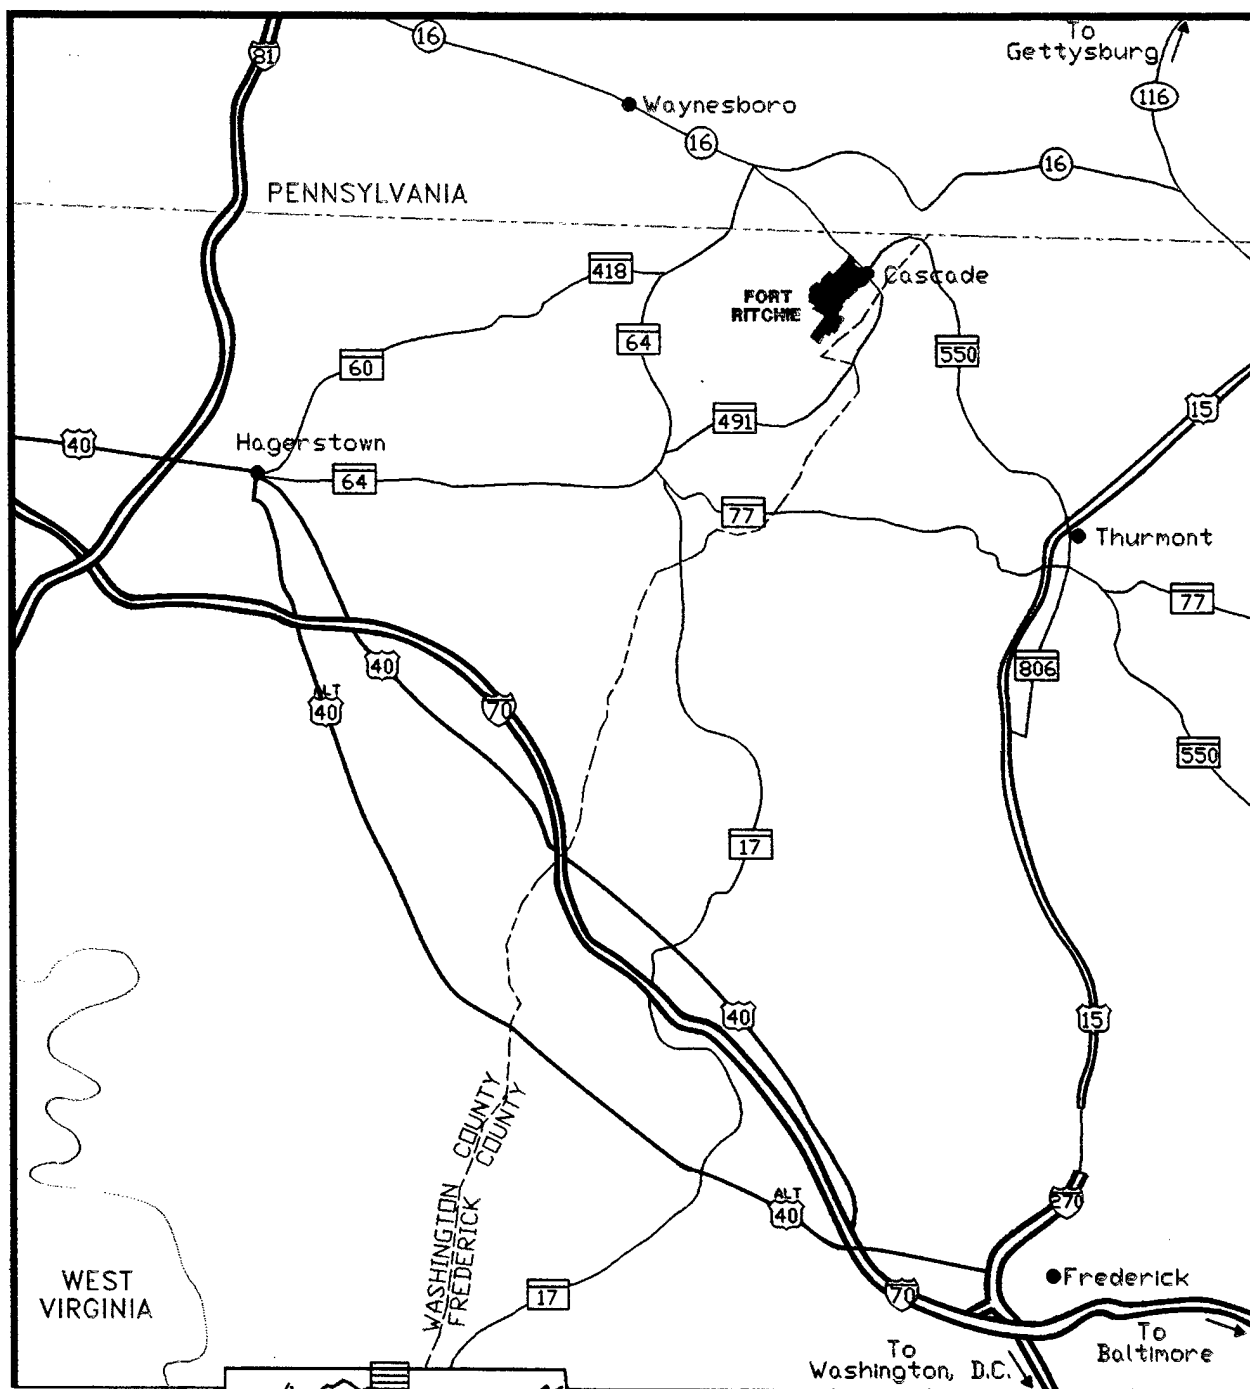 To
Gettysburg
16
81
116
Waynesboro
16
16
PENNSYLVANIA
418
Cascade
FORT
RITCHIE
64
60
550
15
491
40
Hagerstown
64
77
Thurmont
77
40
806
ALT
40
70
550
17
40
15
COUNTY
COUNTY
WASHINGTON
FREDERICK
ALT
40
270
WEST
VIRGINIA
17
70
Frederick
To
Baltimore
To
Washington, D.C.